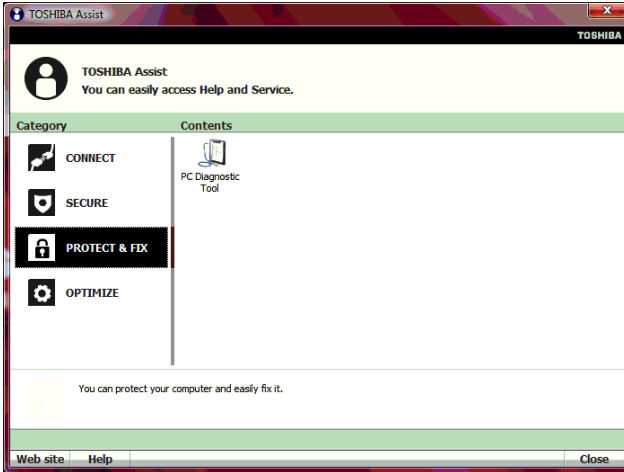 TOSHIBA Assist
TOSHIBA
TOSHIBA Assist
You can easily access Help and Service.
Category
Contents
CONNECT
SECURE
PROTECT & FIX
OPTIMIZE
PC Diagnostic
Tool
You can protect your computer and easily fix it.
Web site
Help
Close